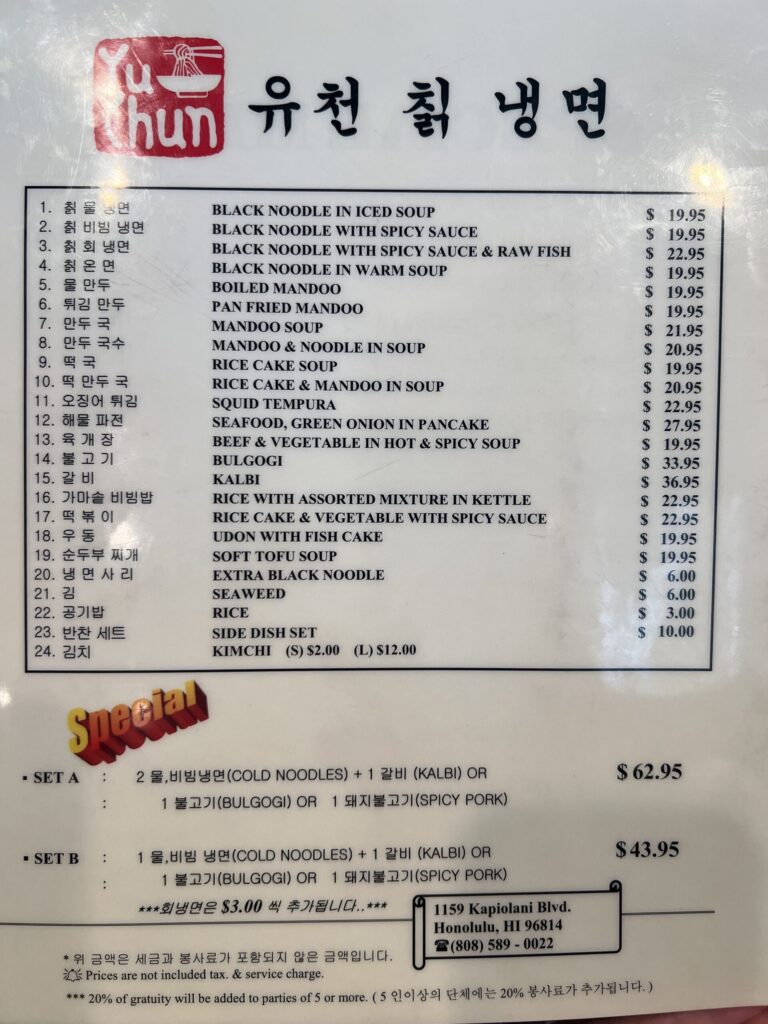 Yu Chun
유천 칡 냉면
1. 칡 물 냉면 BLACK NOODLE IN ICED SOUP $ 19.95
2. 칡 비빔 냉면 BLACK NOODLE WITH SPICY SAUCE $ 19.95
3. 칡 회 냉면 BLACK NOODLE WITH SPICY SAUCE & RAW FISH $ 22.95
4. 칡 온 면 BLACK NOODLE IN WARM SOUP $ 19.95
5. 물 만두 BOILED MANDOO $ 19.95
6. 튀김 만두 PAN FRIED MANDOO $ 19.95
7. 만두 국 MANDOO SOUP $ 21.95
8. 만두 국수 MANDOO & NOODLE IN SOUP $ 20.95
9. 떡 국 RICE CAKE SOUP $ 19.95
10. 떡 만두 국 RICE CAKE & MANDOO IN SOUP $ 20.95
11. 오징어 튀김 SQUID TEMPURA $ 22.95
12. 해물 파전 SEAFOOD, GREEN ONION IN PANCAKE $ 27.95
13. 육 개 장 BEEF & VEGETABLE IN HOT & SPICY SOUP $ 19.95
14. 불 고 기 BULGOGI $ 33.95
15. 갈 비 KALBI $ 36.95
16. 가마솥 비빔밥 RICE WITH ASSORTED MIXTURE IN KETTLE $ 22.95
17. 떡 볶 이 RICE CAKE & VEGETABLE WITH SPICY SAUCE $ 22.95
18. 우 동 UDON WITH FISH CAKE $ 19.95
19. 순두부 찌개 SOFT TOFU SOUP $ 19.95
20. 냉 면 사 리 EXTRA BLACK NOODLE $ 6.00
21. 김 SEAWEED $ 6.00
22. 공기밥 RICE $ 3.00
23. 반찬 세트 SIDE DISH SET $ 10.00
24. 김치 KIMCHI (S) $2.00 (L) $12.00
Special
▪ SET A : 2 물,비빔냉면(COLD NOODLES) + 1 갈비 (KALBI) OR $ 62.95
: 1 불고기(BULGOGI) OR 1 돼지불고기(SPICY PORK)
▪ SET B : 1 물,비빔 냉면(COLD NOODLES) + 1 갈비 (KALBI) OR $ 43.95
: 1 불고기(BULGOGI) OR 1 돼지불고기(SPICY PORK)
***회냉면은 $3.00 씩 추가됩니다..***
1159 Kapiolani Blvd.
Honolulu, HI 96814
☎(808) 589 - 0022
* 위 금액은 세금과 봉사료가 포함되지 않은 금액입니다.
Prices are not included tax. & service charge.
*** 20% of gratuity will be added to parties of 5 or more. ( 5 인이상의 단체에는 20% 봉사료가 추가됩니다. )